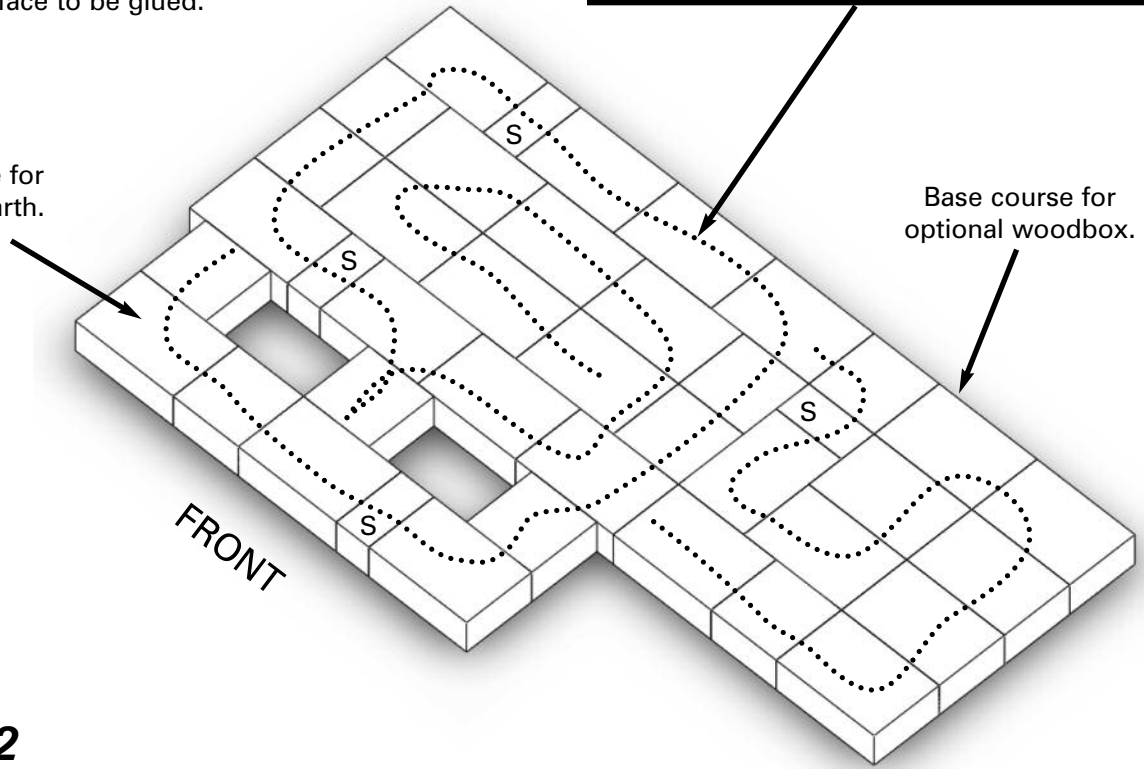 face to be glued.
for
arth.
Base course for
optional woodbox.
S
S
S
S
FRONT
2